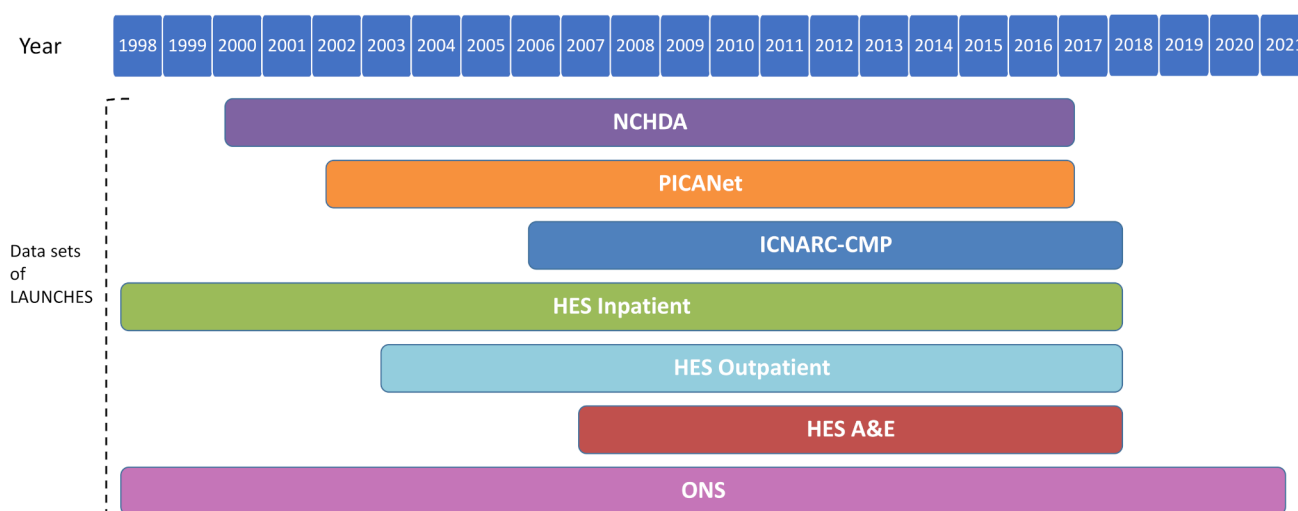 Year 1998 1999 2000 2001 2002 2003 2004 2005 2006 2007 2008 2009 2010 2011 2012 2013 2014 2015 2016 2017 2018 2019 2020 2021
NCHDA
PICANet
ICNARC-CMP
Data sets
of
LAUNCHES
HES Inpatient
HES Outpatient
HES A&E
ONS